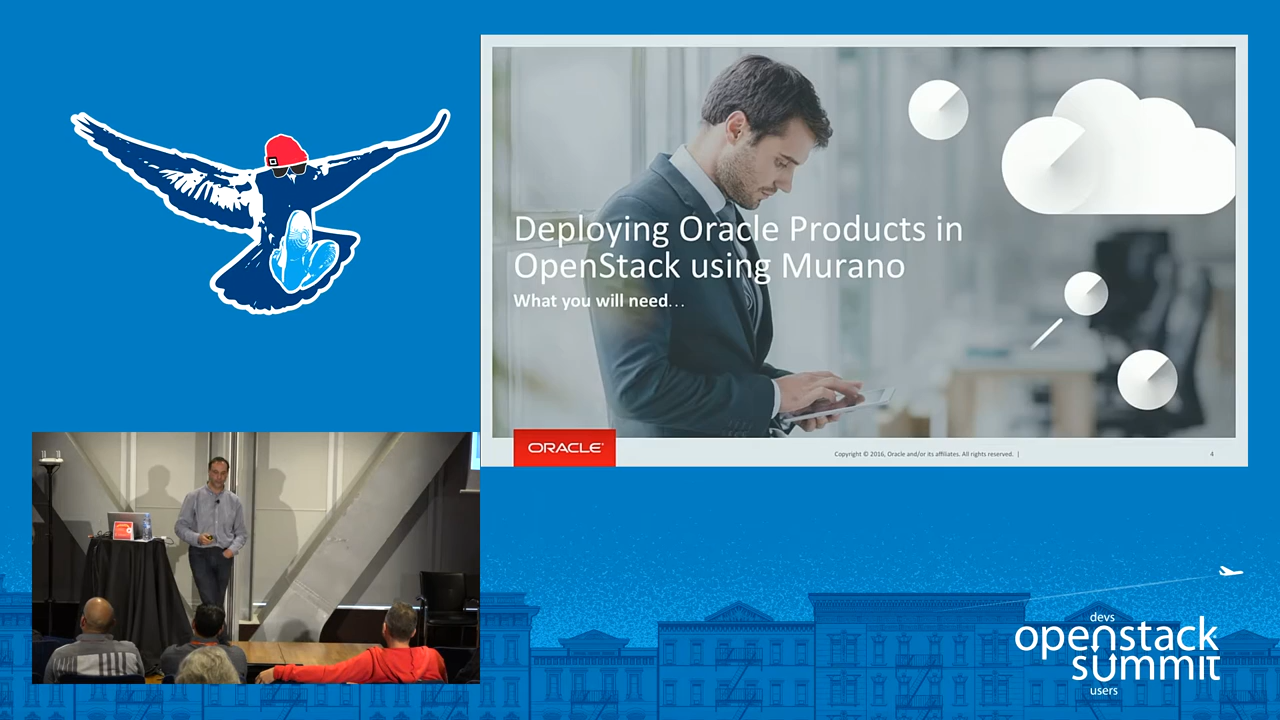 Deploying Oracle Products in
OpenStack using Murano
What you will need...
ORACLE
Copyright © 2016, Oracle and/or its affiliates. All rights reserved. |
4
devs
openstack
summit
users